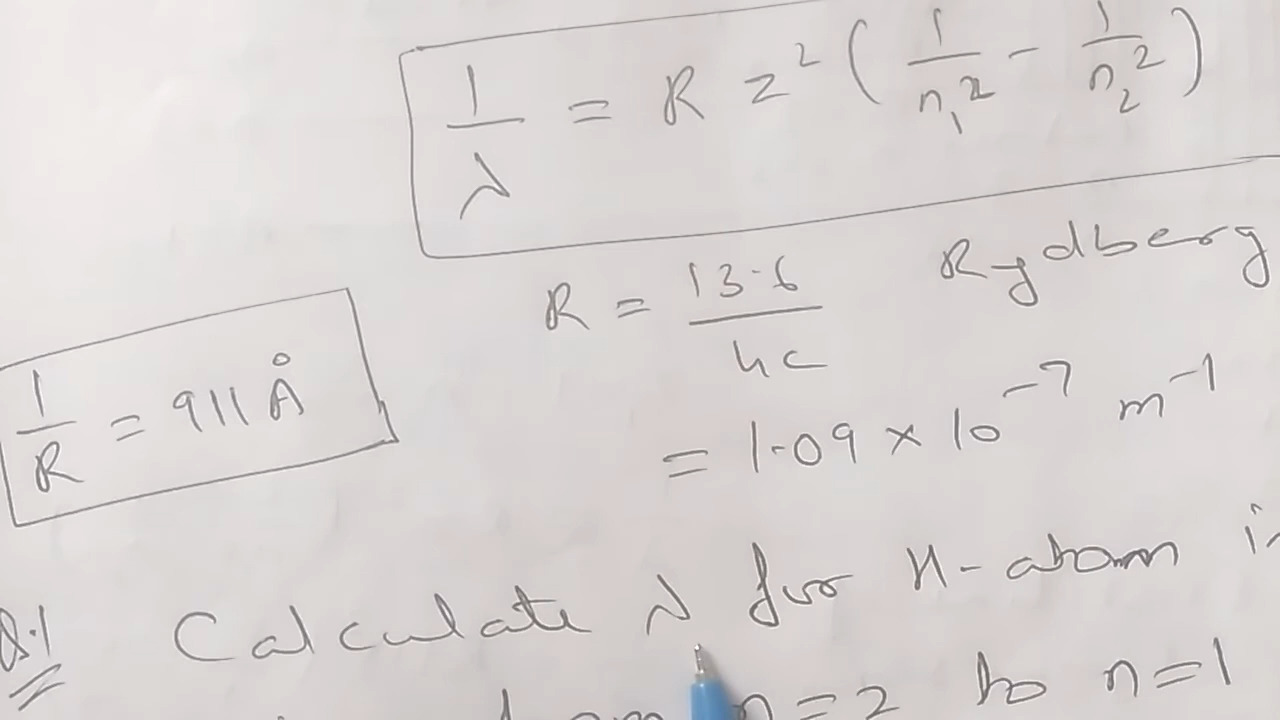 1/λ = R z² ( 1/n₁² - 1/n₂² )
R = 13.6/hc Rydberg
1/R = 911 Å
= 1.09 × 10⁻⁷ m⁻¹
Q.1 Calculate λ for H-atom
n=2 to n=1